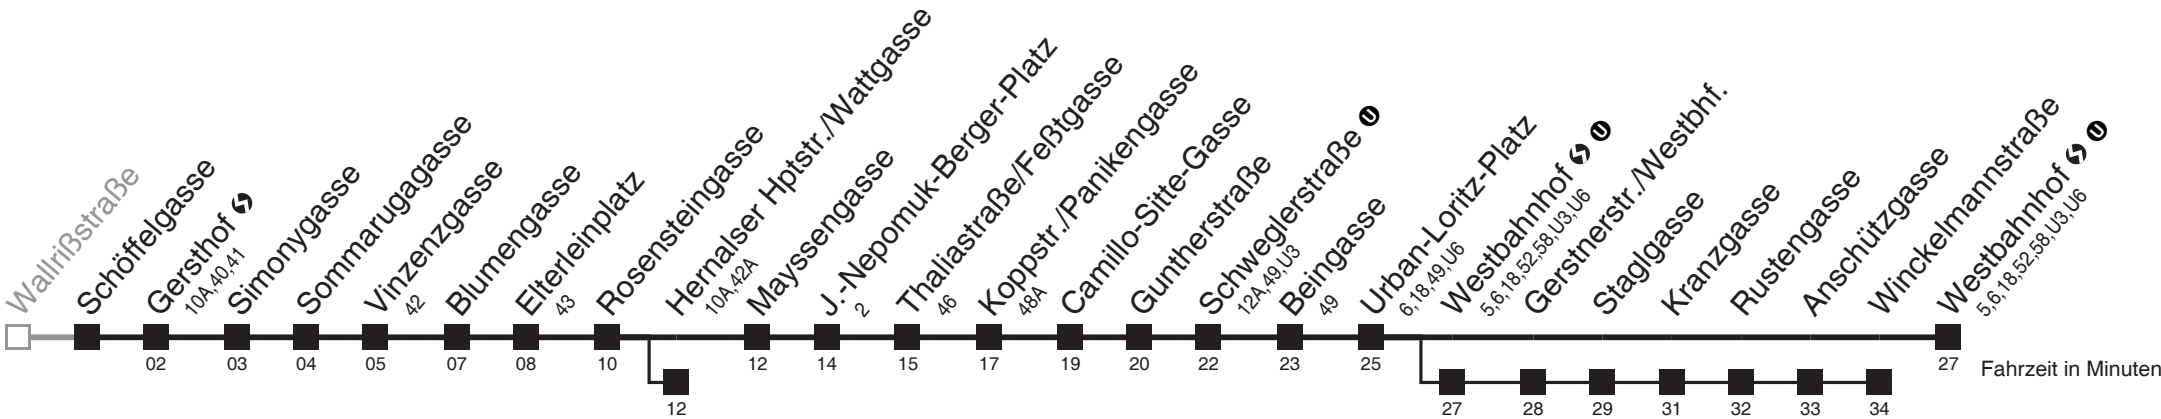 Wallrißstraße
Schöffelgasse
Gersthof
10A,40,41
Simonygasse
Sommarugagasse
Vinzenzgasse
42
Blumengasse
Elterleinplatz
43
Rosensteingasse
Hernalser Hptstr./Wattgasse
10A,42A
Mayssengasse
J.-Nepomuk-Berger-Platz
2
Thaliastraße/Feßtgasse
46
Koppstr./Panikengasse
48A
Camillo-Sitte-Gasse
Guntherstraße
Schweglerstraße U
12A,49,U3
Beingasse
49
Urban-Loritz-Platz
6,18,49,U6
Westbahnhof U
5,6,18,52,58,U3,U6
Gerstnerstr./Westbhf.
Staglgasse
Kranzgasse
Rustengasse
Anschützgasse
Winckelmannstraße
Westbahnhof U
5,6,18,52,58,U3,U6
02 03 04 05 07 08 10 12 14 15 17 19 20 22 23 25 27 Fahrzeit in Minuten
12 27 28 29 31 32 33 34